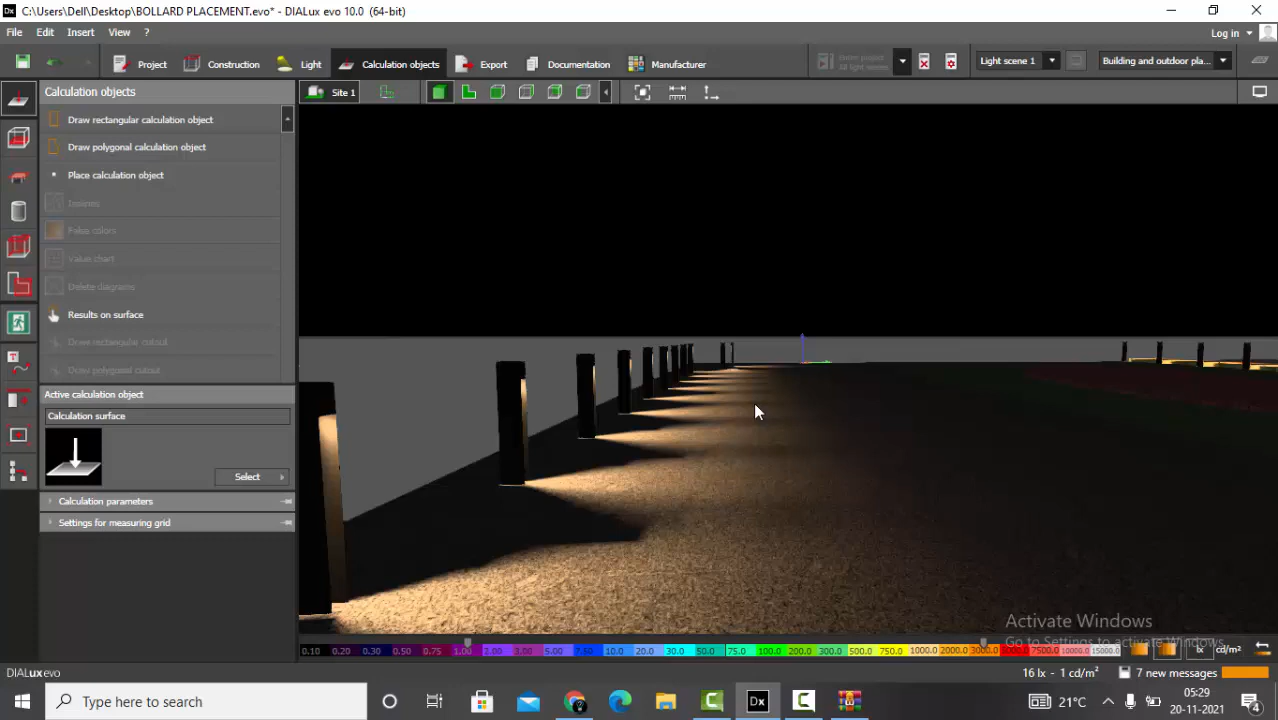 C:\Users\Dell\Desktop\BOLLARD PLACEMENT.evo* - DIALux evo 10.0 (64-bit)
File Edit Insert View ?
Log in
Project Construction Light Calculation objects Export Documentation Manufacturer
Entire project
All light scenes
Light scene 1
Building and outdoor pla...
Calculation objects
Site 1
Draw rectangular calculation object
Draw polygonal calculation object
Place calculation object
Isolines
False colors
Value chart
Delete diagrams
Results on surface
Draw rectangular cutout
Draw polygonal cutout
Active calculation object
Calculation surface
Select
Calculation parameters
Settings for measuring grid
Activate Windows
Go to Settings to activate Windows.
0.10 0.20 0.30 0.50 0.75 1.00 2.00 3.00 5.00 7.50 10.0 20.0 30.0 50.0 75.0 100.0 200.0 300.0 500.0 750.0 1000.0 2000.0 3000.0 5000.0 7500.0 10000.0 15000.0 lx cd/m²
DIALux evo
16 lx - 1 cd/m²
7 new messages
Type here to search
Dx
21°C
05:29
20-11-2021
4